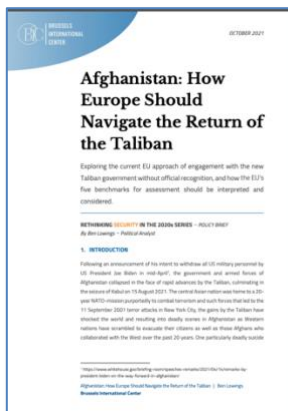 BIC
BRUSSELS
INTERNATIONAL
CENTER
OCTOBER 2021
Afghanistan: How
Europe Should
Navigate the Return of
the Taliban
Exploring the current EU approach of engagement with the new
Taliban government without official recognition, and how the EU's
five benchmarks for assessment should be interpreted and
considered.
RETHINKING SECURITY IN THE 2020s SERIES – POLICY BRIEF
By Ben Lowings – Political Analyst
1. INTRODUCTION
Following an announcement of his intent to withdraw all US military personnel by
US President Joe Biden in mid-April¹, the government and armed forces of
Afghanistan collapsed in the face of rapid advances by the Taliban, culminating in
the seizure of Kabul on 15 August 2021. The central Asian nation was home to a 20-
year NATO mission purportedly to combat terrorism and such forces that led to the
11 September 2001 terror attacks in New York City, the gains by the Taliban have
shocked the world and resulting into deadly scenes in Afghanistan as Western
nations have scrambled to evacuate their citizens as well as those Afghans who
collaborated with the West over the past 20 years. One particularly deadly suicide
Afghanistan: How Europe Should Navigate the Return of the Taliban | Ben Lowings
Brussels International Center